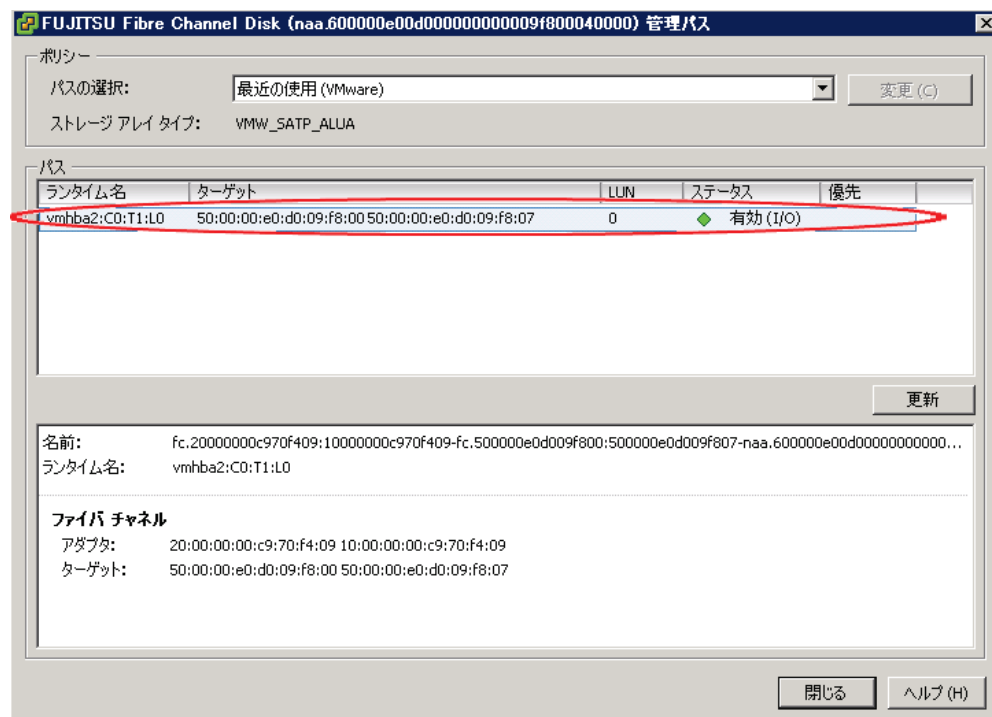 FUJITSU Fibre Channel Disk (naa.600000e00d000000000009f800040000) 管理パス
ポリシー
パスの選択: 最近の使用 (VMware) 変更 (C)
ストレージ アレイ タイプ: VMW_SATP_ALUA
パス
ランタイム名 ターゲット LUN ステータス 優先
vmhba2:C0:T1:L0 50:00:00:e0:d0:09:f8:00 50:00:00:e0:d0:09:f8:07 0 有効 (I/O)
更新
名前: fc.20000000c970f409:10000000c970f409-fc.500000e0d009f800:500000e0d009f807-naa.600000e00d00000000000...
ランタイム名: vmhba2:C0:T1:L0
ファイバ チャネル
アダプタ: 20:00:00:00:c9:70:f4:09 10:00:00:00:c9:70:f4:09
ターゲット: 50:00:00:e0:d0:09:f8:00 50:00:00:e0:d0:09:f8:07
閉じる ヘルプ (H)